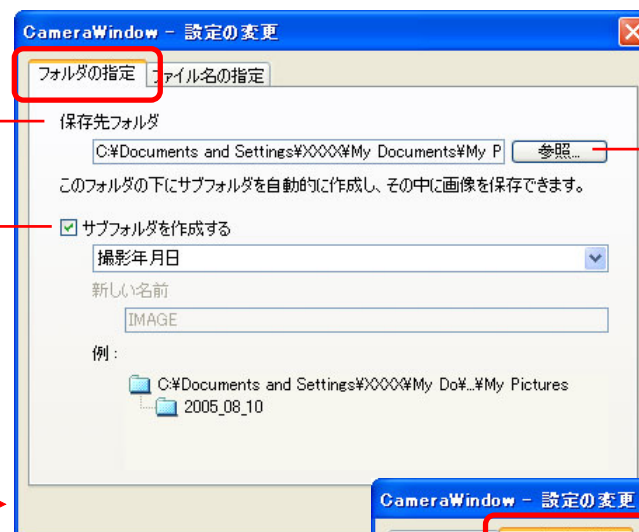 CameraWindow - 設定の変更
フォルダの指定 ファイル名の指定
保存先フォルダ
C:¥Documents and Settings¥XXXX¥My Documents¥My P 参照...
このフォルダの下にサブフォルダを自動的に作成し、その中に画像を保存できます。
サブフォルダを作成する
撮影年月日
新しい名前
IMAGE
例：
C:¥Documents and Settings¥XXXX¥My Do¥...¥My Pictures
2005_08_10
CameraWindow - 設定の変更